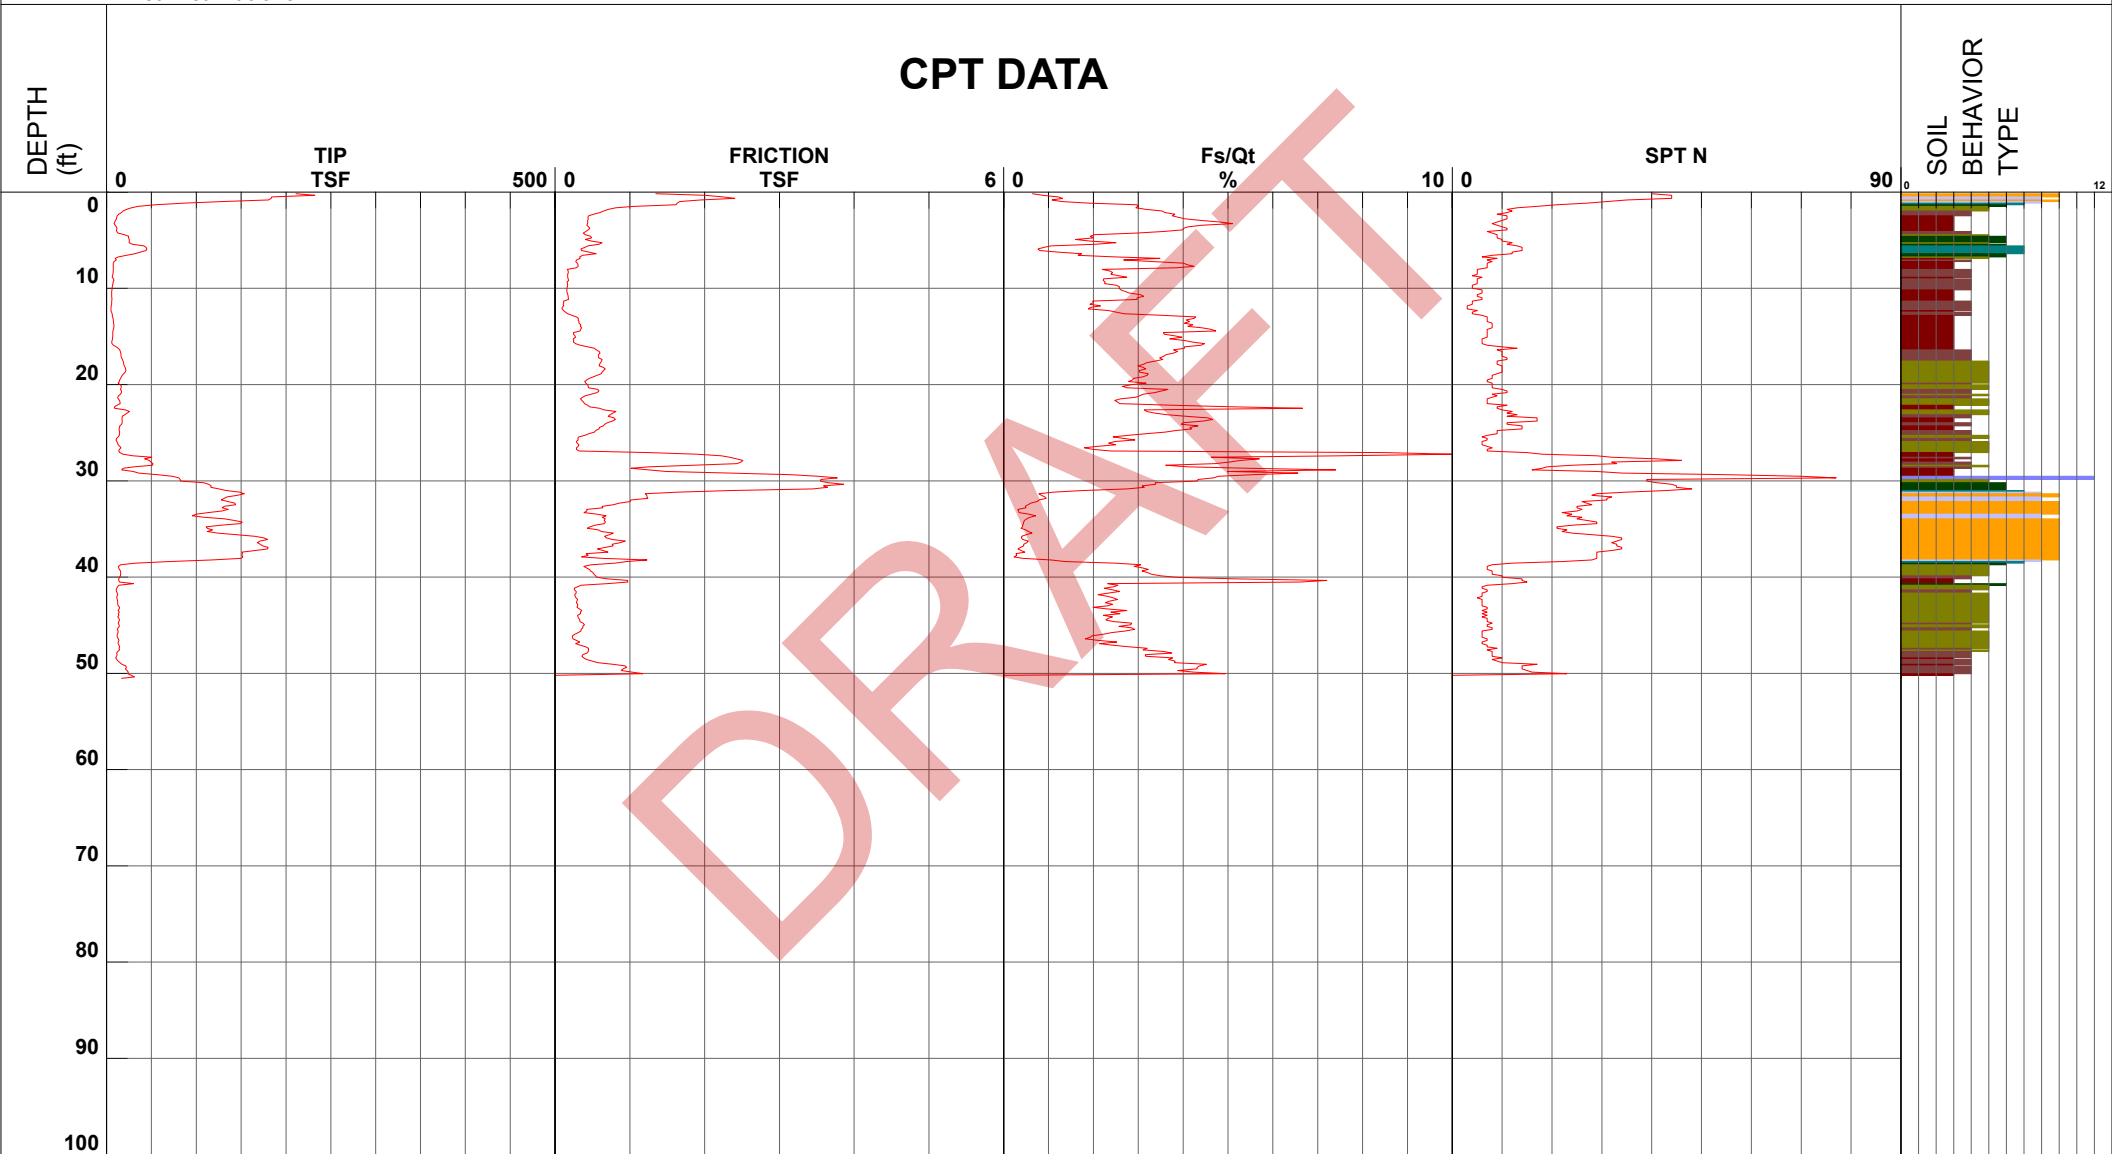 CPT DATA
DEPTH
(ft)
TIP
0 TSF 500
FRICTION
0 TSF 6
Fs/Qt
0 % 10
SPT N
0 90
SOIL
BEHAVIOR
TYPE
0 12
0
10
20
30
40
50
60
70
80
90
100
DRAFT